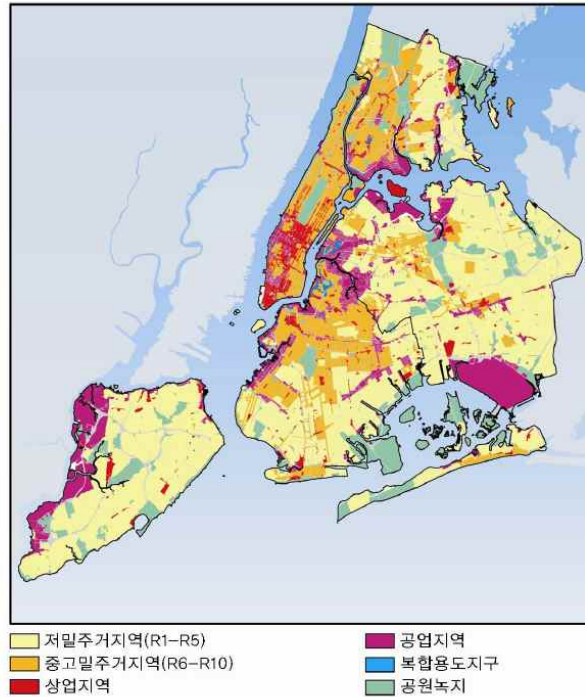 저밀주거지역(R1-R5)
중고밀주거지역(R6-R10)
상업지역
공업지역
복합용도지구
공원녹지